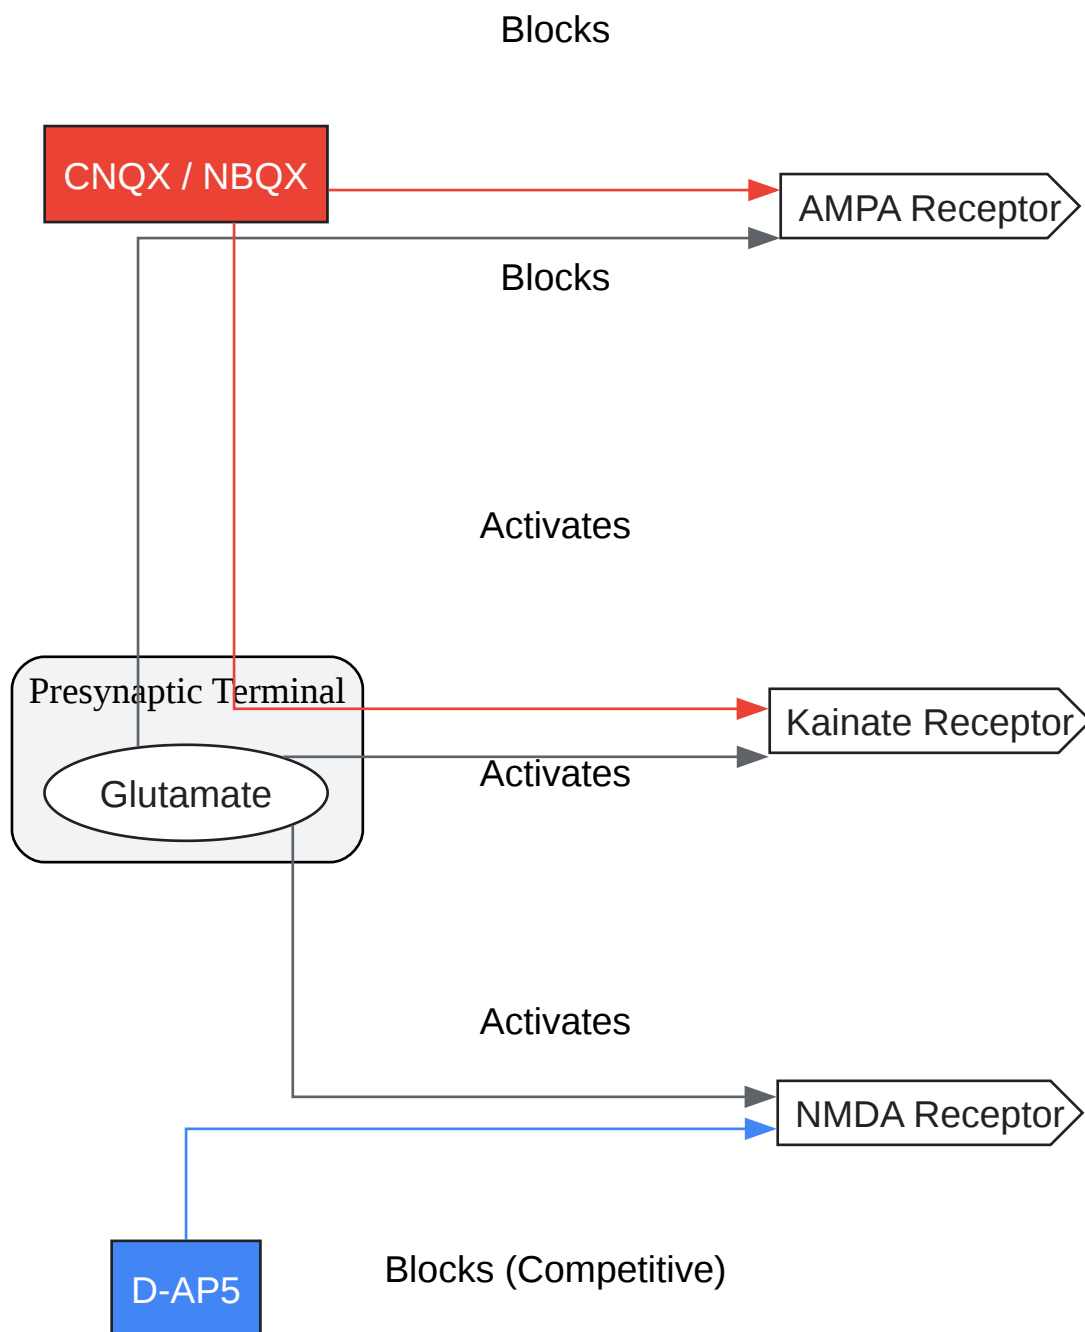 Blocks
CNQX / NBQX
AMPA Receptor
Blocks
Activates
Presynaptic Terminal
Kainate Receptor
Activates
Glutamate
Activates
NMDA Receptor
Blocks (Competitive)
D-AP5